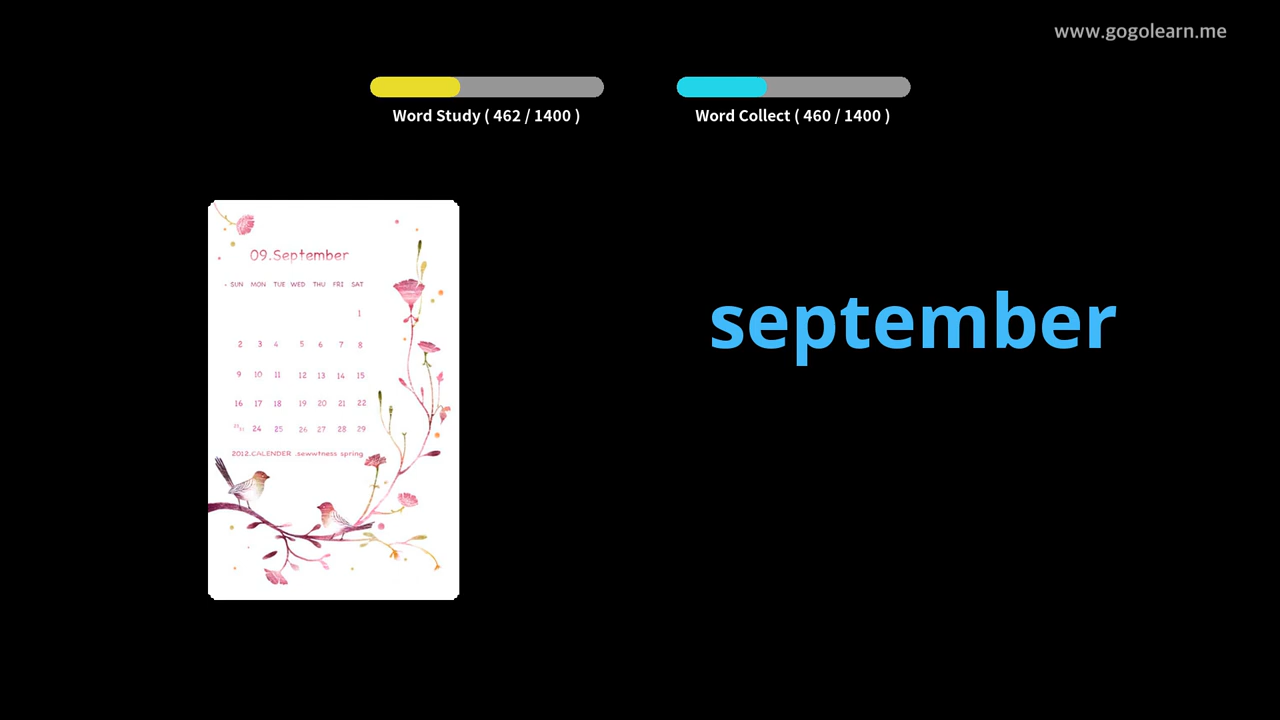 www.gogolearn.me
Word Study ( 462 / 1400 )
Word Collect ( 460 / 1400 )
09.September
SUN MON TUE WED THU FRI SAT
1
2 3 4 5 6 7 8
9 10 11 12 13 14 15
16 17 18 19 20 21 22
24 25 26 27 28 29
2012.CALENDER .sewwtness spring
september